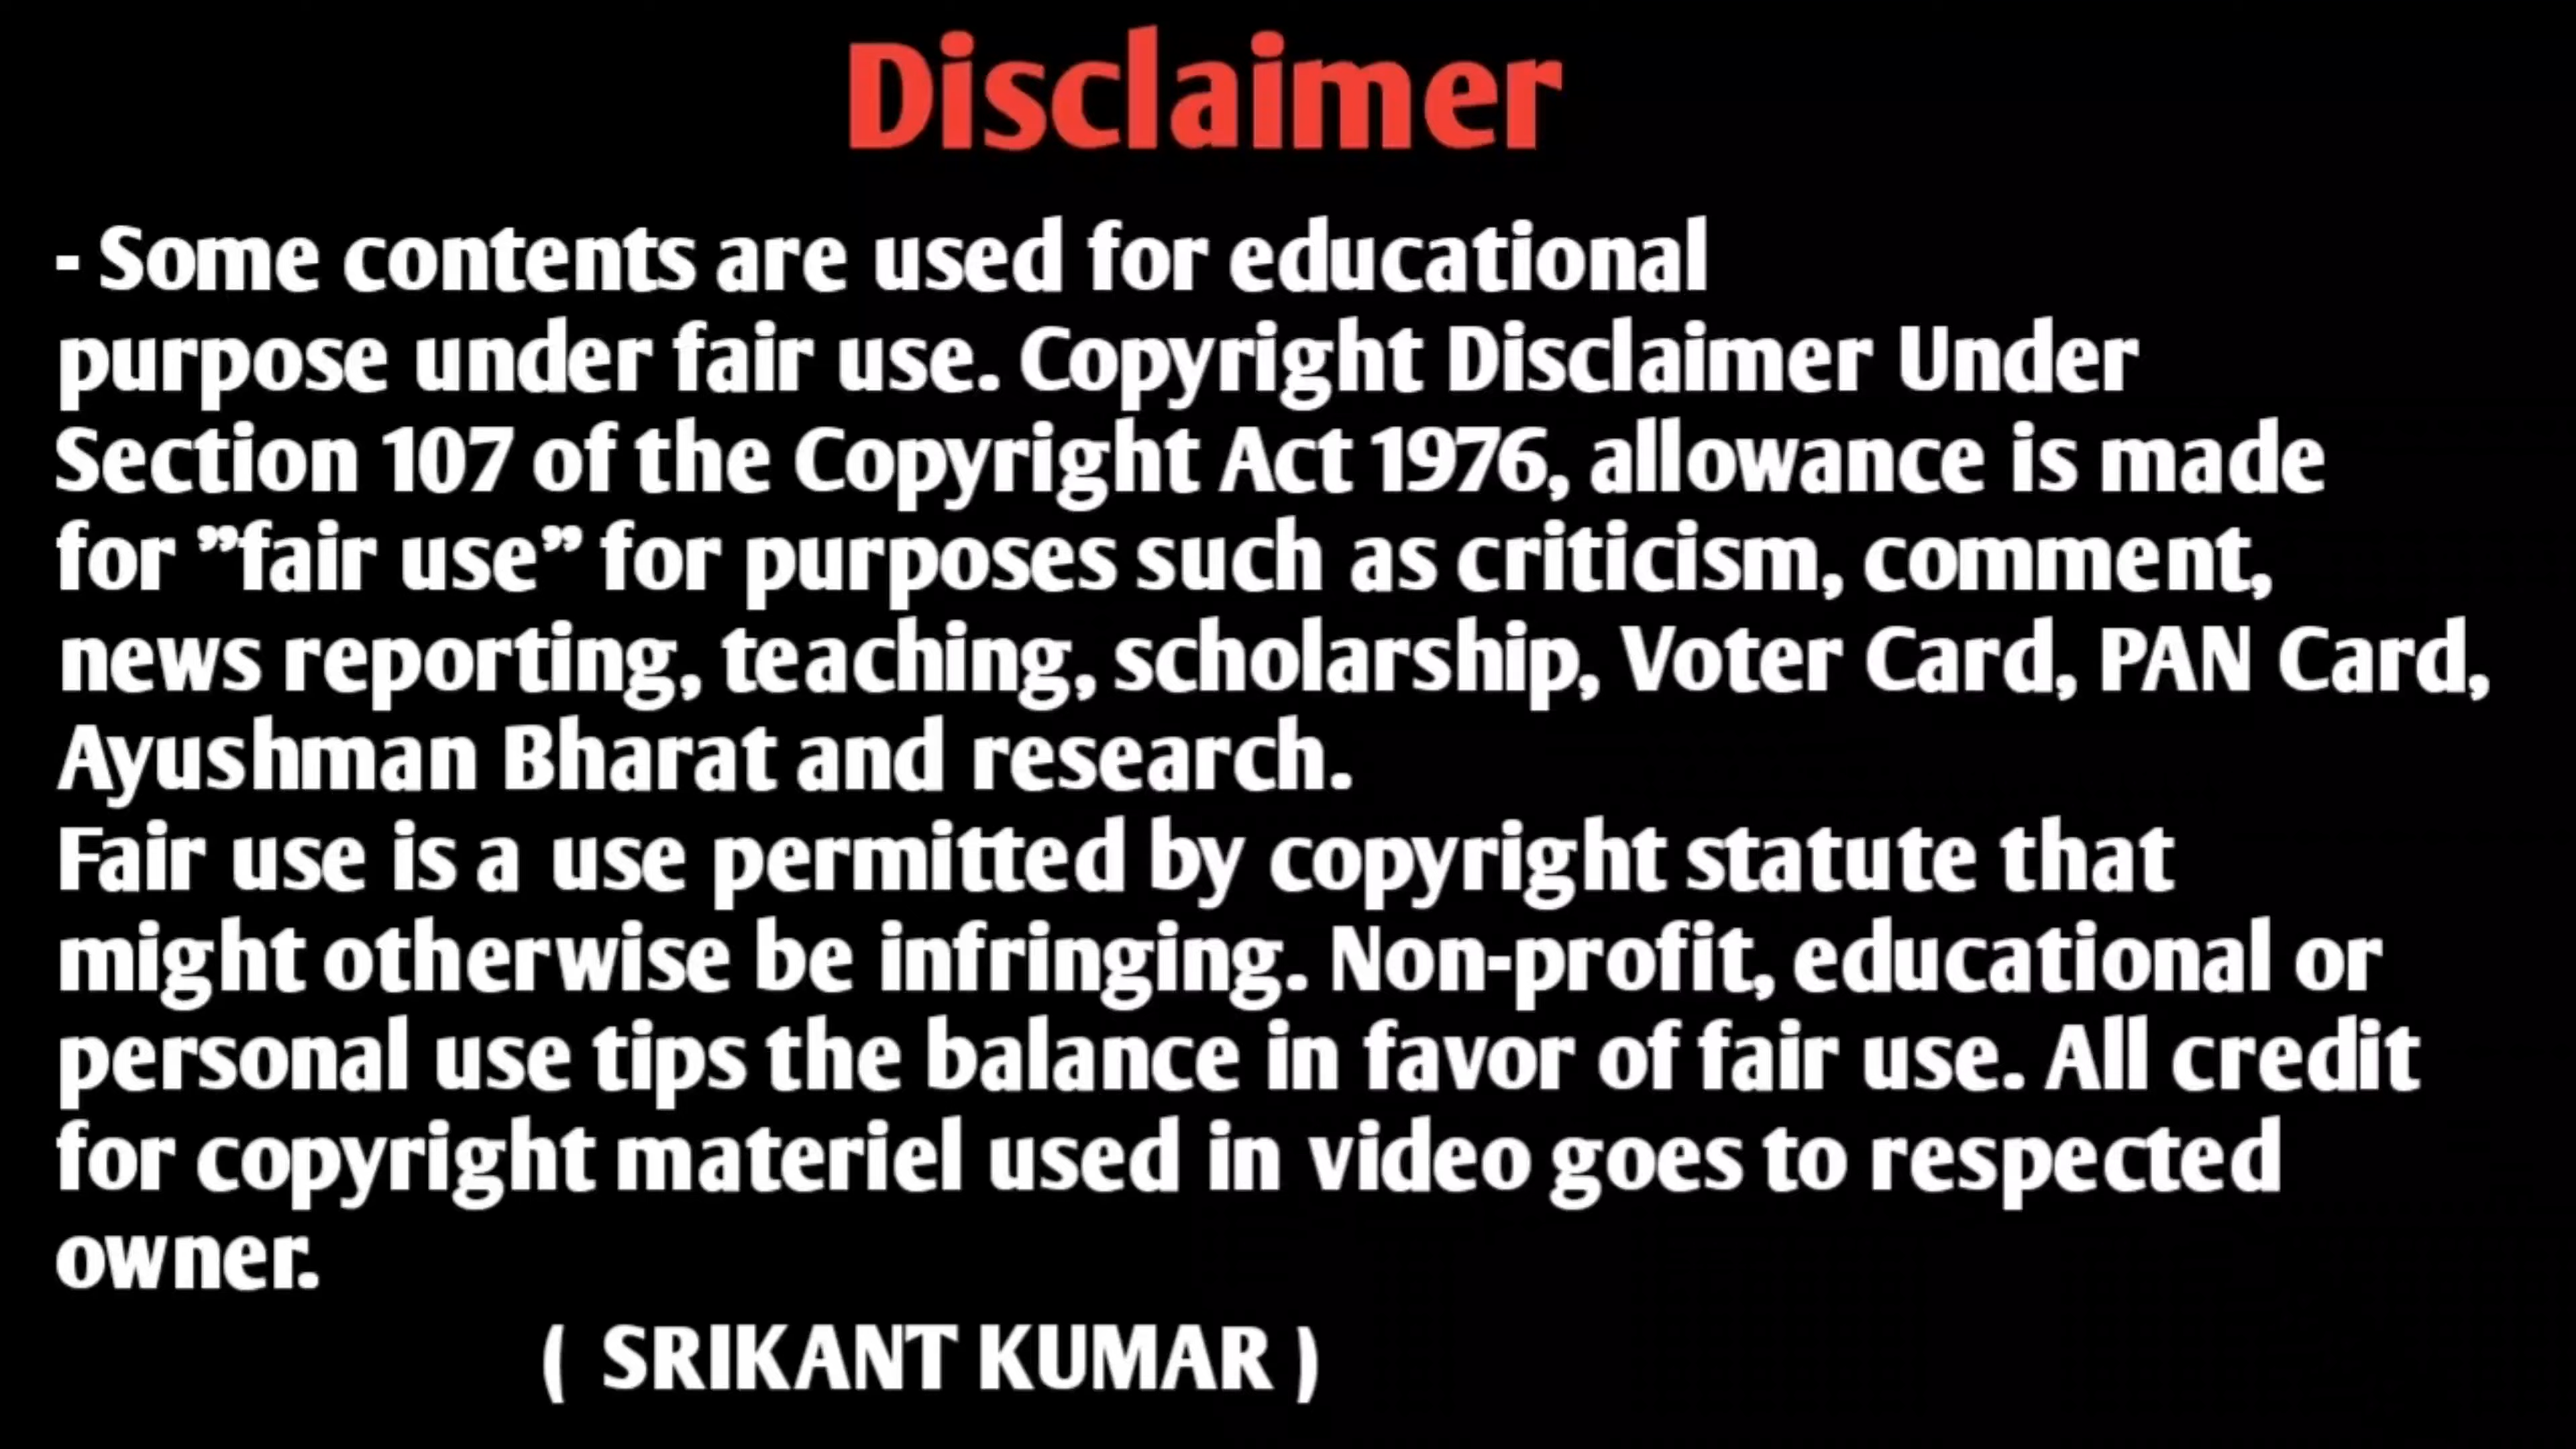 Disclaimer
- Some contents are used for educational
purpose under fair use. Copyright Disclaimer Under
Section 107 of the Copyright Act 1976, allowance is made
for ”fair use” for purposes such as criticism, comment,
news reporting, teaching, scholarship, Voter Card, PAN Card,
Ayushman Bharat and research.
Fair use is a use permitted by copyright statute that
might otherwise be infringing. Non-profit, educational or
personal use tips the balance in favor of fair use. All credit
for copyright materiel used in video goes to respected
owner.
( SRIKANT KUMAR )